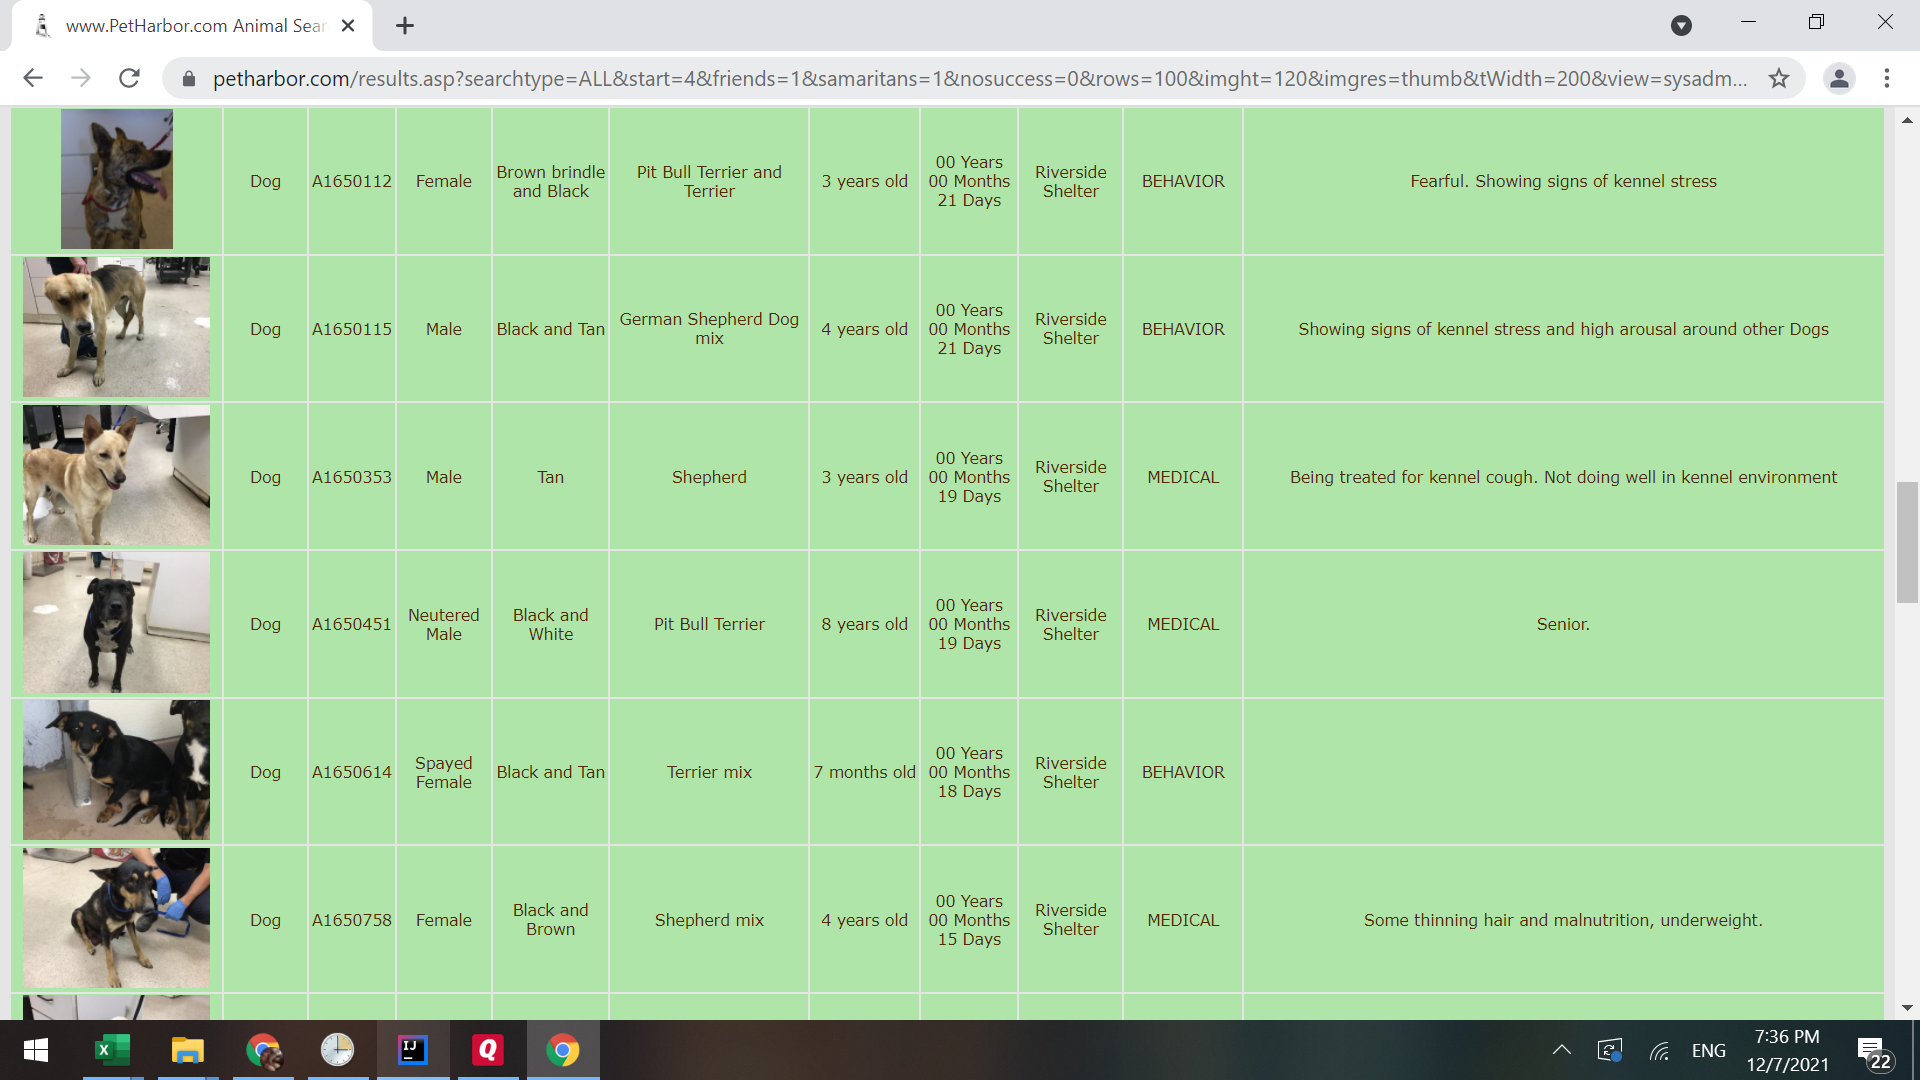 www.PetHarbor.com Animal Sear
petharbor.com/results.asp?searchtype=ALL&start=4&friends=1&samaritans=1&nosuccess=0&rows=100&imght=120&imgres=thumb&tWidth=200&view=sysadm...
Dog A1650112 Female Brown brindle and Black Pit Bull Terrier and Terrier 3 years old 00 Years 00 Months 21 Days Riverside Shelter BEHAVIOR Fearful. Showing signs of kennel stress
Dog A1650115 Male Black and Tan German Shepherd Dog mix 4 years old 00 Years 00 Months 21 Days Riverside Shelter BEHAVIOR Showing signs of kennel stress and high arousal around other Dogs
Dog A1650353 Male Tan Shepherd 3 years old 00 Years 00 Months 19 Days Riverside Shelter MEDICAL Being treated for kennel cough. Not doing well in kennel environment
Dog A1650451 Neutered Male Black and White Pit Bull Terrier 8 years old 00 Years 00 Months 19 Days Riverside Shelter MEDICAL Senior.
Dog A1650614 Spayed Female Black and Tan Terrier mix 7 months old 00 Years 00 Months 18 Days Riverside Shelter BEHAVIOR
Dog A1650758 Female Black and Brown Shepherd mix 4 years old 00 Years 00 Months 15 Days Riverside Shelter MEDICAL Some thinning hair and malnutrition, underweight.
X
IJ
Q
ENG
7:36 PM
12/7/2021
22